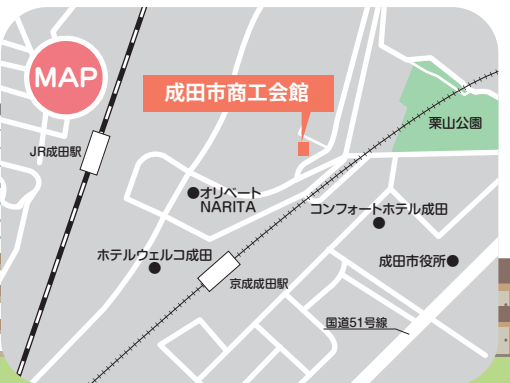 MAP
成田市商工会館
栗山公園
JR成田駅
オリベート
NARITA
コンフォートホテル成田
ホテルウェルコ成田
成田市役所
京成成田駅
国道51号線